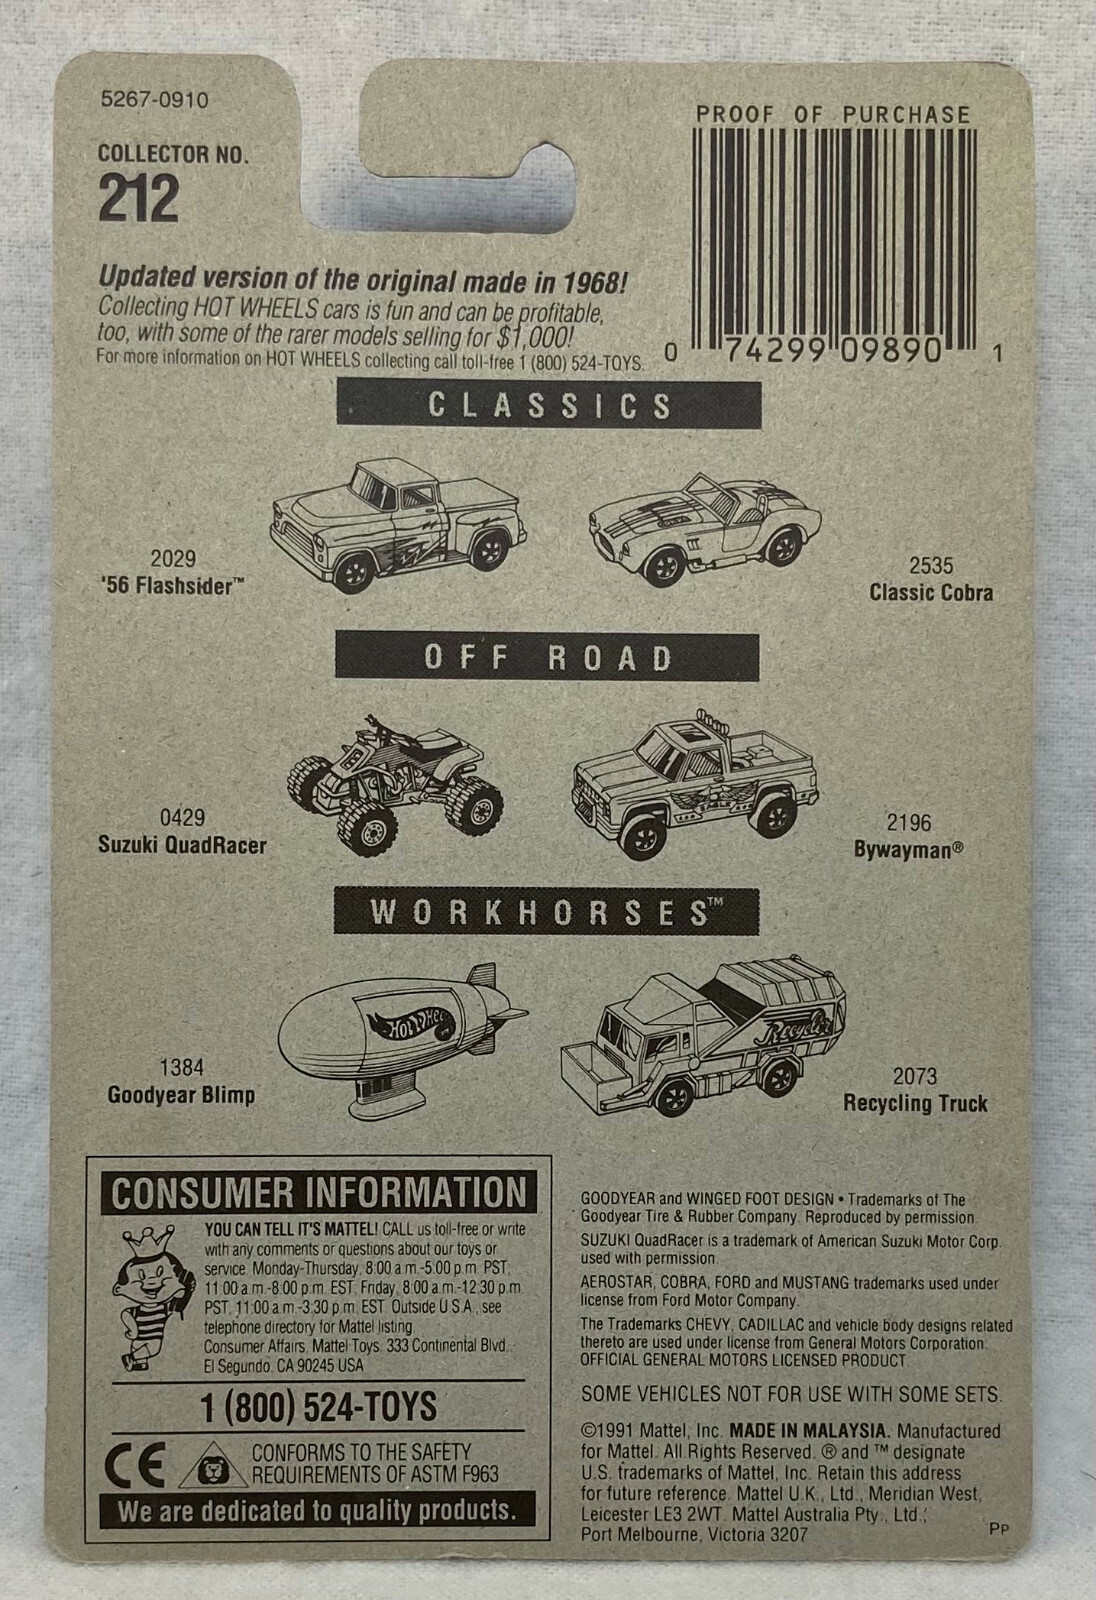 5267-0910
COLLECTOR NO.
212
PROOF OF PURCHASE
0 74299 09890 1
Updated version of the original made in 1968!
Collecting HOT WHEELS cars is fun and can be profitable,
too, with some of the rarer models selling for $1,000!
For more information on HOT WHEELS collecting call toll-free 1 (800) 524-TOYS.
CLASSICS
2029
'56 Flashsider™
COBRA
2535
Classic Cobra
OFF ROAD
0429
Suzuki QuadRacer
EAGLE
2196
Bywayman®
WORKHORSES™
HOT WHEELS
1384
Goodyear Blimp
Recycler
2073
Recycling Truck
CONSUMER INFORMATION
YOU CAN TELL IT'S MATTEL! CALL us toll-free or write
with any comments or questions about our toys or
service. Monday-Thursday, 8:00 a.m.-5:00 p.m. PST,
11:00 a.m.-8:00 p.m. EST. Friday, 8:00 a.m.-12:30 p.m.
PST, 11:00 a.m.-3:30 p.m. EST. Outside U.S.A., see
telephone directory for Mattel listing.
Consumer Affairs, Mattel Toys. 333 Continental Blvd.,
El Segundo, CA 90245 USA
1 (800) 524-TOYS
CE
CONFORMS TO THE SAFETY
REQUIREMENTS OF ASTM F963
We are dedicated to quality products.
GOODYEAR and WINGED FOOT DESIGN • Trademarks of The
Goodyear Tire & Rubber Company. Reproduced by permission.
SUZUKI QuadRacer is a trademark of American Suzuki Motor Corp.
used with permission.
AEROSTAR, COBRA, FORD and MUSTANG trademarks used under
license from Ford Motor Company.
The Trademarks CHEVY, CADILLAC and vehicle body designs related
thereto are used under license from General Motors Corporation.
OFFICIAL GENERAL MOTORS LICENSED PRODUCT.
SOME VEHICLES NOT FOR USE WITH SOME SETS.
©1991 Mattel, Inc. MADE IN MALAYSIA. Manufactured
for Mattel. All Rights Reserved. ® and ™ designate
U.S. trademarks of Mattel, Inc. Retain this address
for future reference. Mattel U.K., Ltd., Meridian West,
Leicester LE3 2WT. Mattel Australia Pty., Ltd.,
Port Melbourne, Victoria 3207
PP